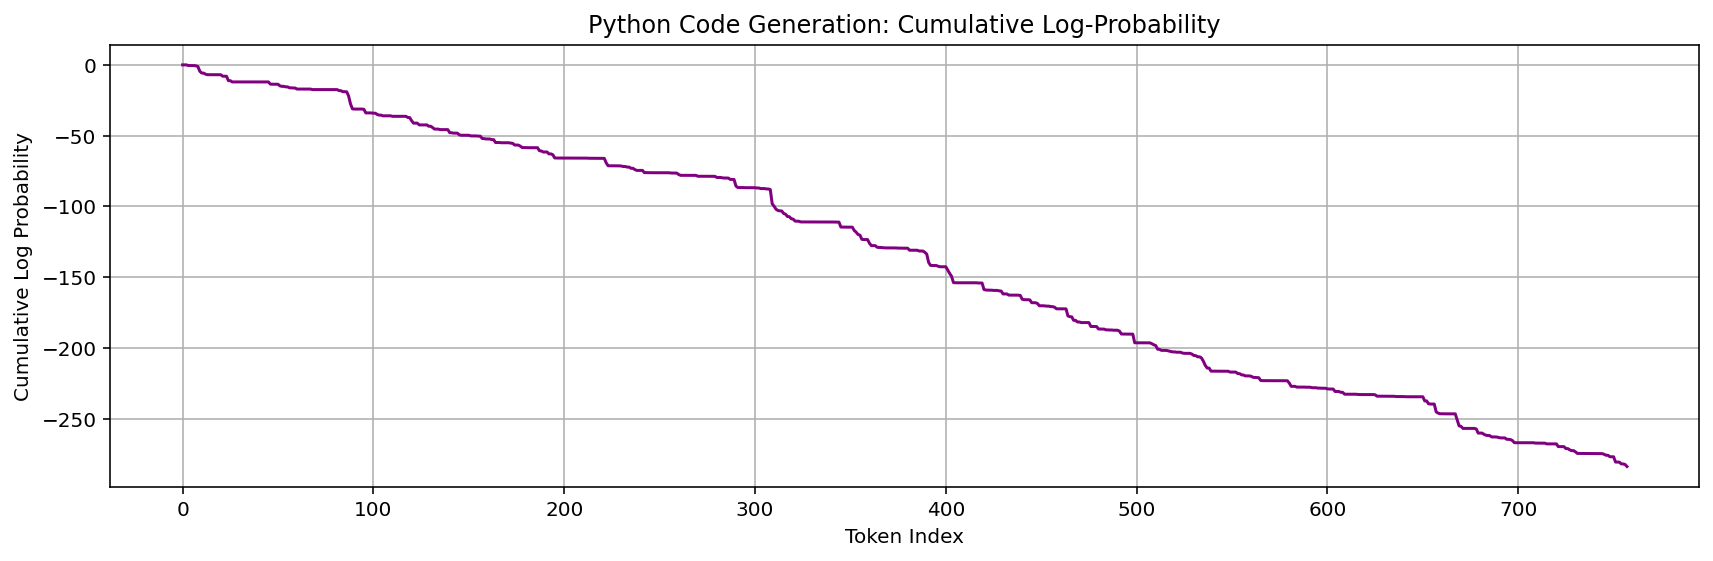 Python Code Generation: Cumulative Log-Probability
Cumulative Log Probability
0
−50
−100
−150
−200
−250
0 100 200 300 400 500 600 700
Token Index